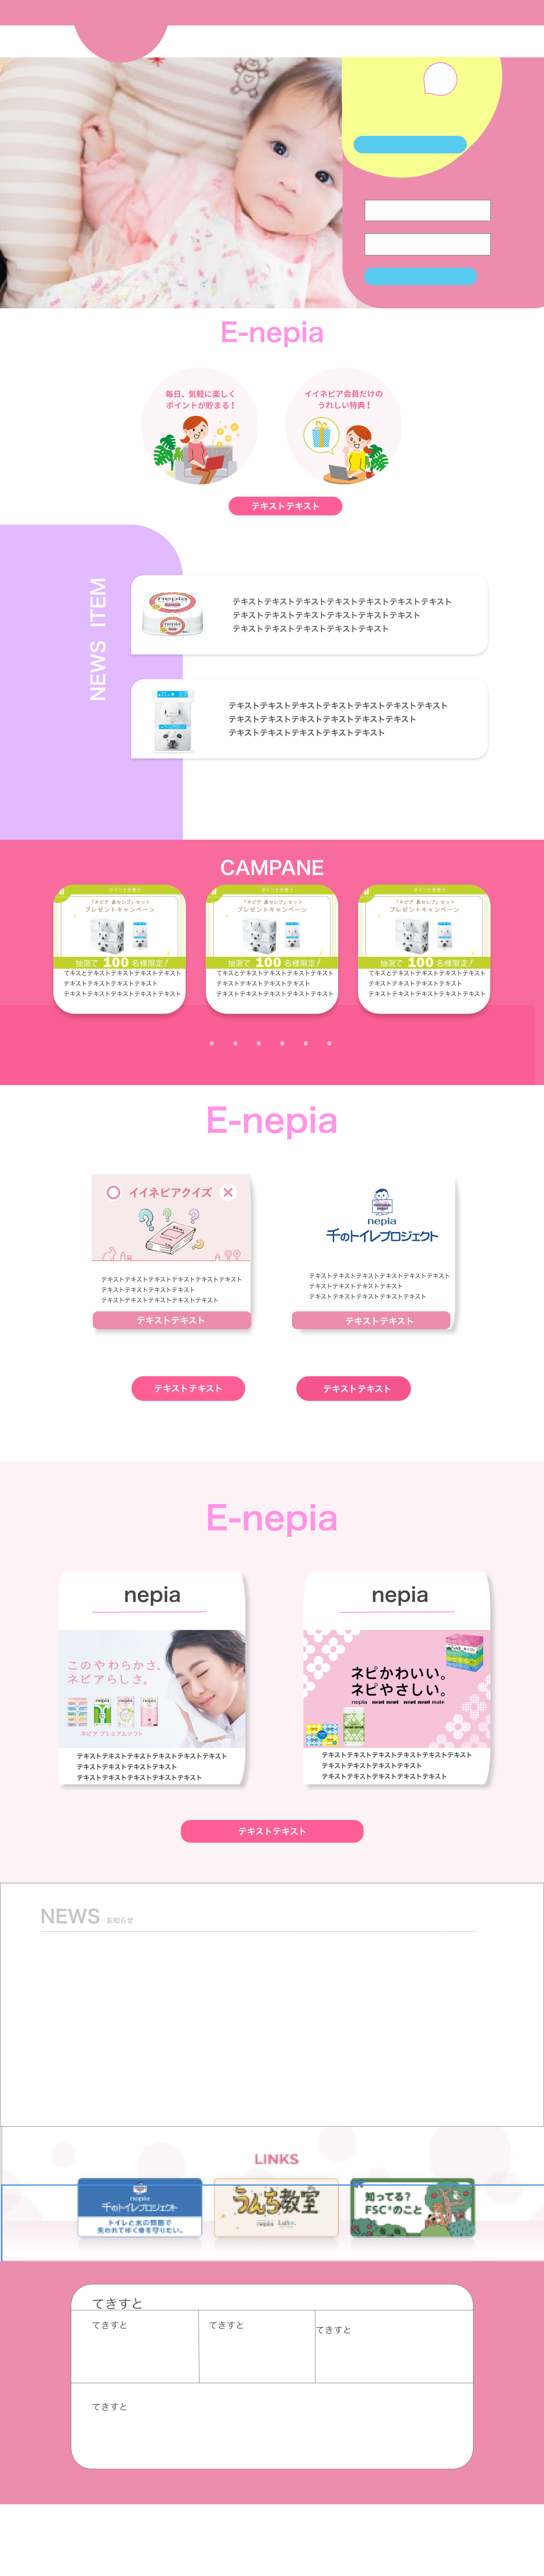 E-nepia
毎日、気軽に楽しく
ポイントが貯まる！
イイネピア会員だけの
うれしい特典！
テキストテキスト
NEWS ITEM
nepia
nepia
テキストテキストテキストテキストテキストテキストテキスト
テキストテキストテキストテキストテキストテキスト
テキストテキストテキストテキストテキスト
テキストテキストテキストテキストテキストテキストテキスト
テキストテキストテキストテキストテキストテキスト
テキストテキストテキストテキストテキスト
CAMPANE
ポイントを使う
「ネピア 鼻セレブ」セット
プレゼントキャンペーン
抽選で 100 名様限定！
てキスとテキストテキストテキストテキスト
テキストテキストテキストテキスト
テキストテキストテキストテキストテキスト
ポイントを使う
「ネピア 鼻セレブ」セット
プレゼントキャンペーン
抽選で 100 名様限定！
てキスとテキストテキストテキストテキスト
テキストテキストテキストテキスト
テキストテキストテキストテキストテキスト
ポイントを使う
「ネピア 鼻セレブ」セット
プレゼントキャンペーン
抽選で 100 名様限定！
てキスとテキストテキストテキストテキスト
テキストテキストテキストテキスト
テキストテキストテキストテキストテキスト
E-nepia
イイネピアクイズ
テキストテキストテキストテキストテキストテキスト
テキストテキストテキストテキスト
テキストテキストテキストテキストテキスト
テキストテキスト
nepia
千のトイレプロジェクト
テキストテキストテキストテキストテキストテキスト
テキストテキストテキストテキスト
テキストテキストテキストテキストテキスト
テキストテキスト
テキストテキスト
テキストテキスト
E-nepia
nepia
このやわらかさ、
ネピアらしさ。
ネピア プレミアムソフト
テキストテキストテキストテキストテキストテキスト
テキストテキストテキストテキスト
テキストテキストテキストテキストテキスト
nepia
ネピかわいい。
ネピやさしい。
nepia nepi nepi nepi nepi mate
テキストテキストテキストテキストテキストテキスト
テキストテキストテキストテキスト
テキストテキストテキストテキストテキスト
テキストテキスト
NEWS お知らせ
LINKS
nepia
千のトイレプロジェクト
トイレと水の問題で
失われてゆく命を守りたい。
うんち教室
nepia
知ってる？
FSC®のこと
てきすと
てきすと
てきすと
てきすと
てきすと